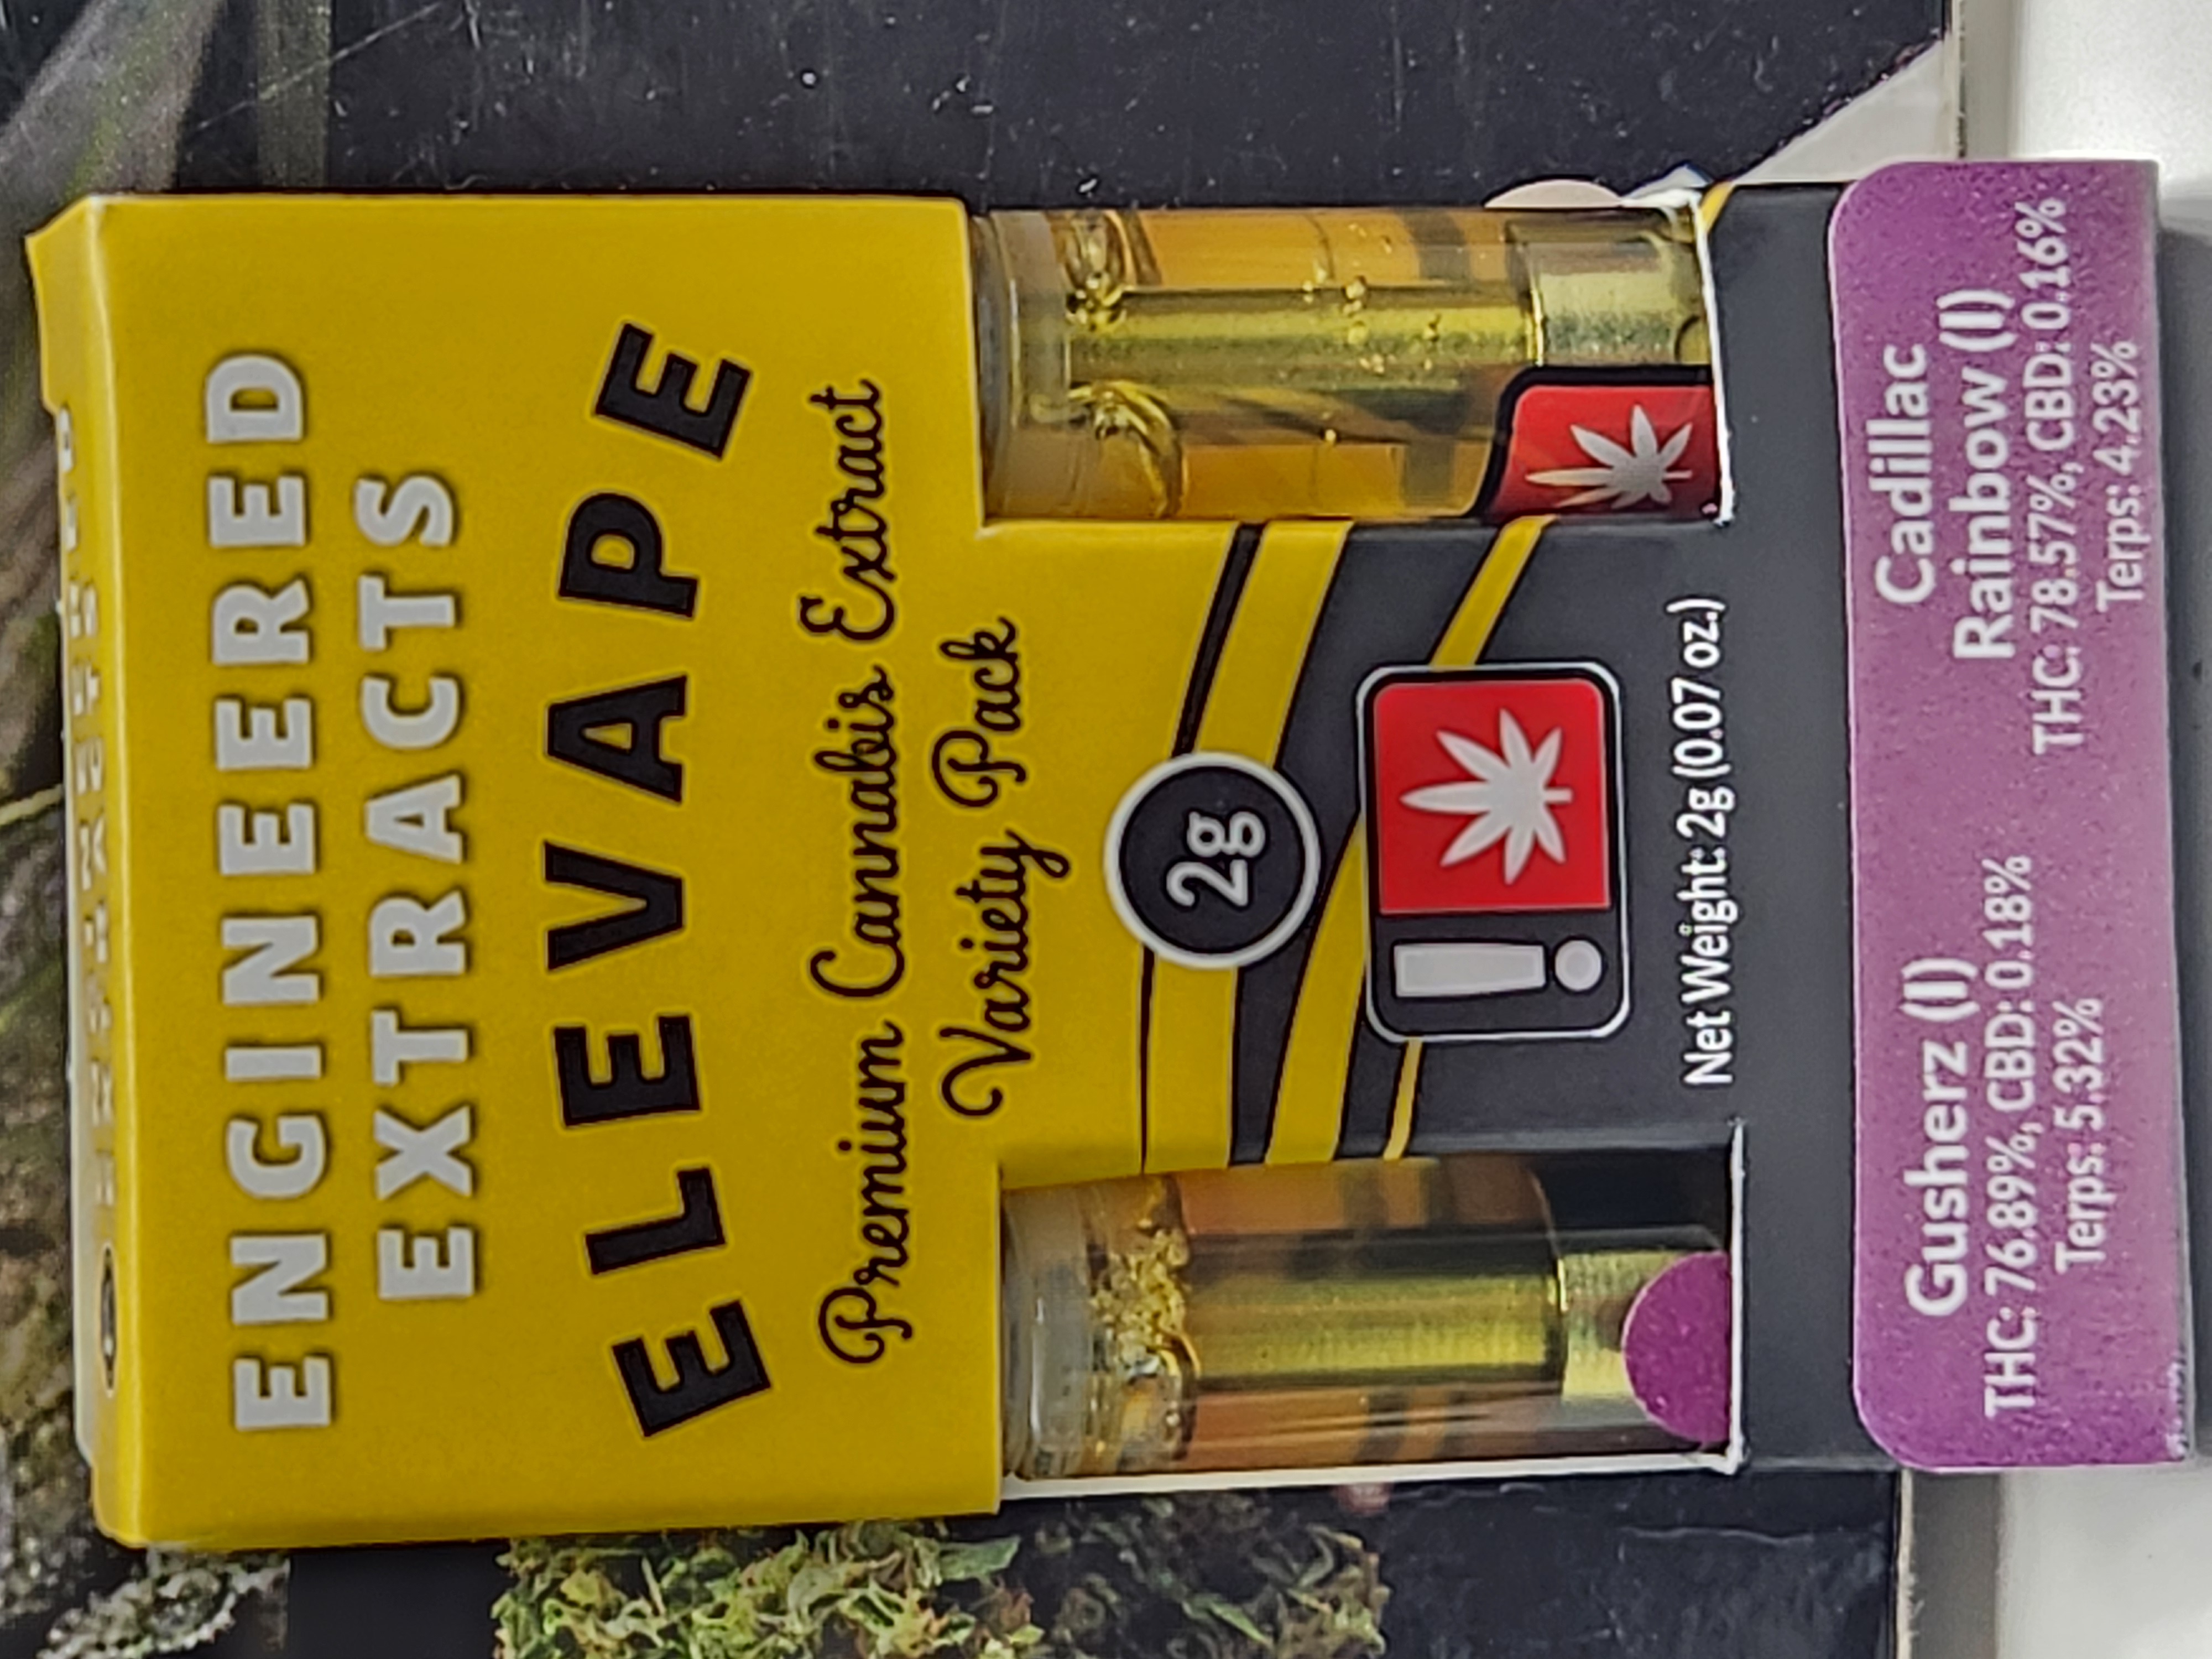 ENGINEERED
EXTRACTS
ELEVAPE
Premium Cannabis Extract
Variety Pack
2g
!
Net Weight: 2g (0.07 oz.)
Gusherz (I)
THC: 76.89%, CBD: 0.18%
Terps: 5.32%
Cadillac
Rainbow (I)
THC: 78.57%, CBD: 0.16%
Terps: 4.23%